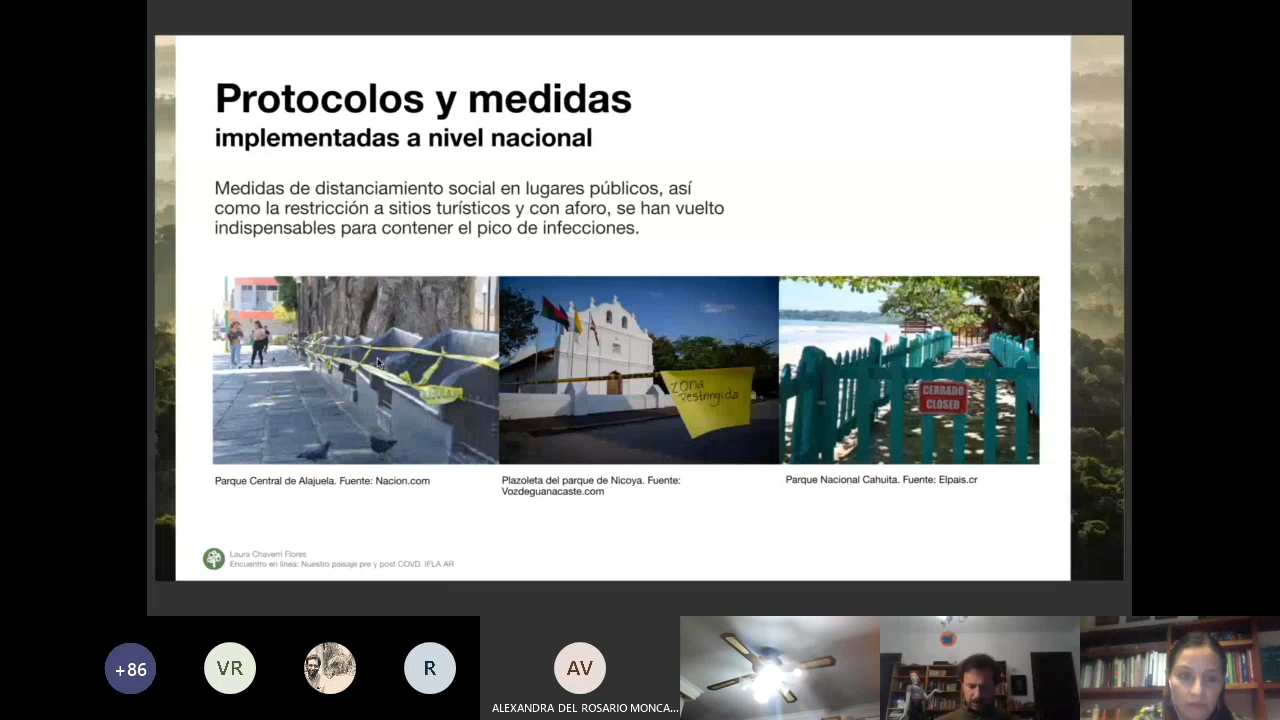 Protocolos y medidas
implementadas a nivel nacional
Medidas de distanciamiento social en lugares públicos, así
como la restricción a sitios turísticos y con aforo, se han vuelto
indispensables para contener el pico de infecciones.
Zona
Restringida
CERRADO
CLOSED
Parque Central de Alajuela. Fuente: Nacion.com
Plazoleta del parque de Nicoya. Fuente:
Vozdeguanacaste.com
Parque Nacional Cahuita. Fuente: Elpais.cr
Laura Chaverri Flores
Encuentro en línea: Nuestro paisaje pre y post COVD. IFLA AR
+86
VR
R
AV
ALEXANDRA DEL ROSARIO MONCA...